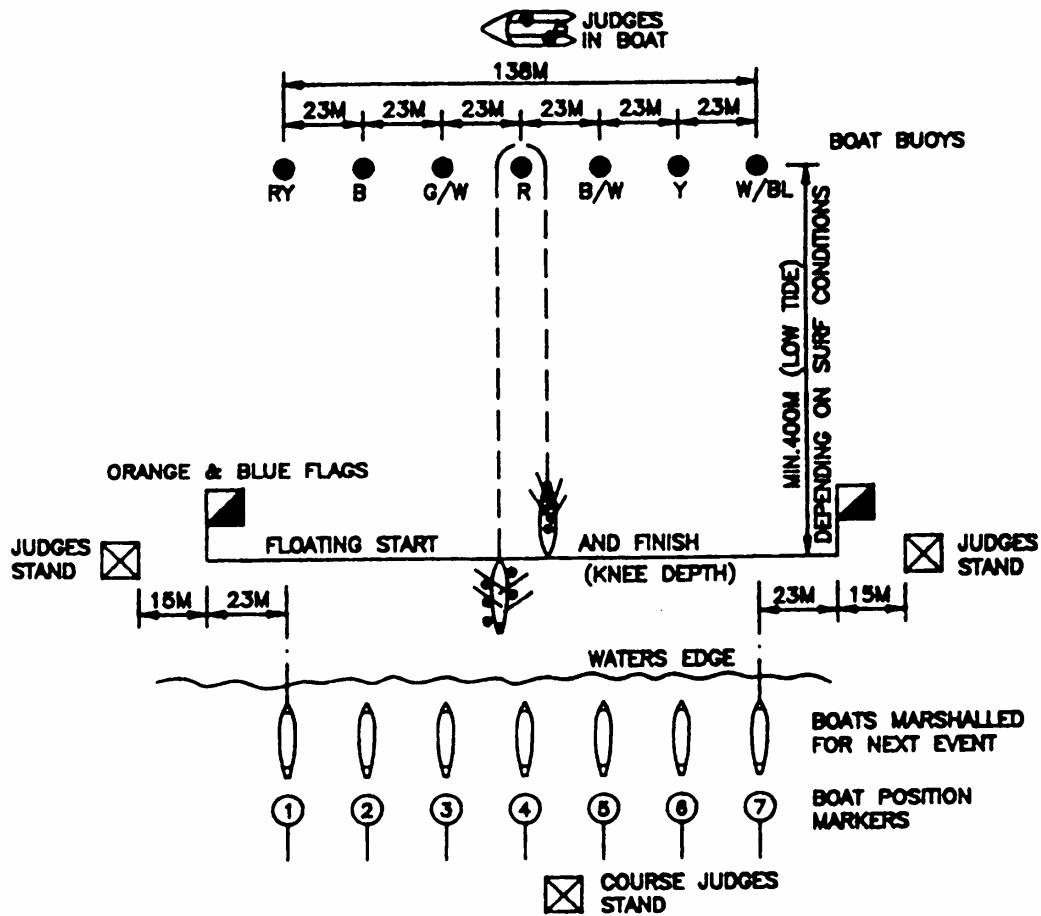 JUDGES
IN BOAT
138M
23M 23M 23M 23M 23M 23M
BOAT BUOYS
RY B G/W R B/W Y W/BL
MIN.400M (LOW TIDE)
DEPENDING ON SURF CONDITIONS
ORANGE & BLUE FLAGS
JUDGES
STAND
FLOATING START AND FINISH
(KNEE DEPTH)
JUDGES
STAND
15M 23M 23M 15M
WATERS EDGE
BOATS MARSHALLED
FOR NEXT EVENT
1 2 3 4 5 6 7
BOAT POSITION
MARKERS
COURSE JUDGES
STAND